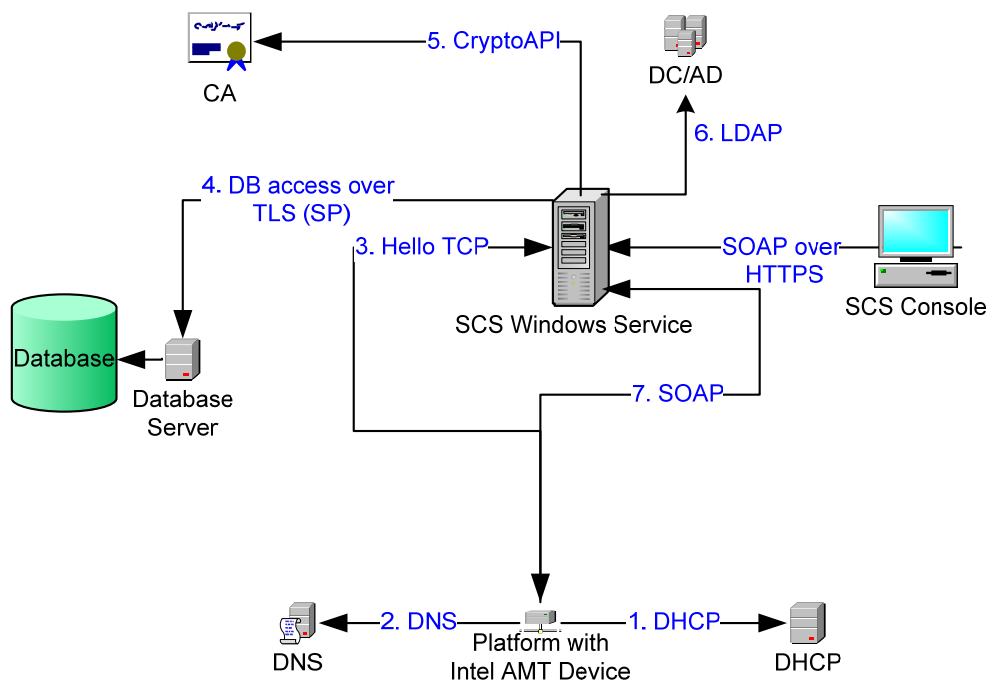 5. CryptoAPI
CA
DC/AD
6. LDAP
4. DB access over
TLS (SP)
3. Hello TCP
SOAP over
HTTPS
SCS Console
SCS Windows Service
Database
Database
Server
7. SOAP
2. DNS
1. DHCP
DNS
Platform with
Intel AMT Device
DHCP